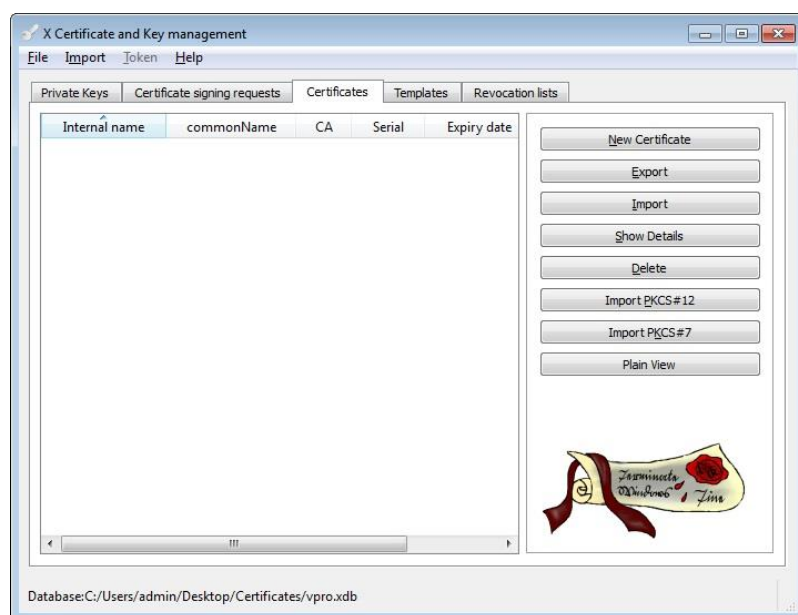 X Certificate and Key management
File Import Token Help
Private Keys Certificate signing requests Certificates Templates Revocation lists
Internal name commonName CA Serial Expiry date
New Certificate
Export
Import
Show Details
Delete
Import PKCS#12
Import PKCS#7
Plain View
Database:C:/Users/admin/Desktop/Certificates/vpro.xdb